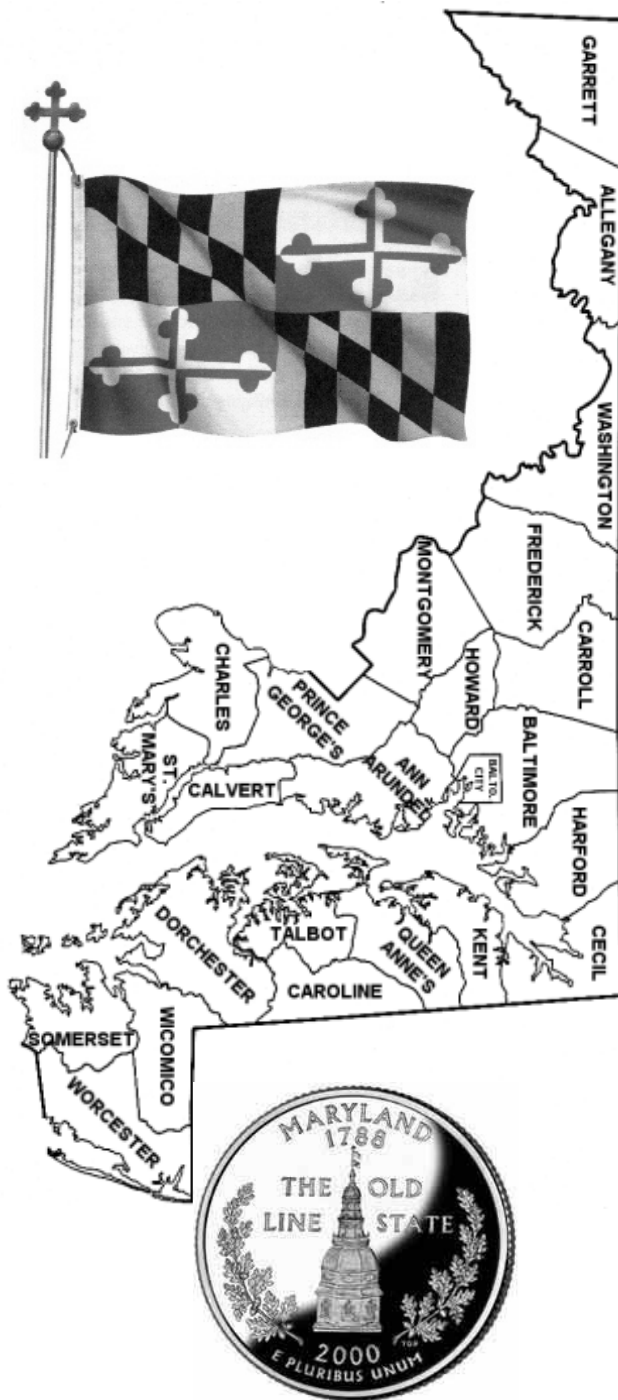 GARRETT
ALLEGANY
WASHINGTON
FREDERICK
CARROLL
MONTGOMERY
HOWARD
BALTIMORE
BALTO.
CITY
HARFORD
CECIL
PRINCE
GEORGE'S
ANN
ARUNDEL
CHARLES
ST.
MARY'S
CALVERT
KENT
QUEEN
ANNE'S
TALBOT
CAROLINE
DORCHESTER
WICOMICO
SOMERSET
WORCESTER
MARYLAND
1788
THE OLD
LINE STATE
2000
E PLURIBUS UNUM